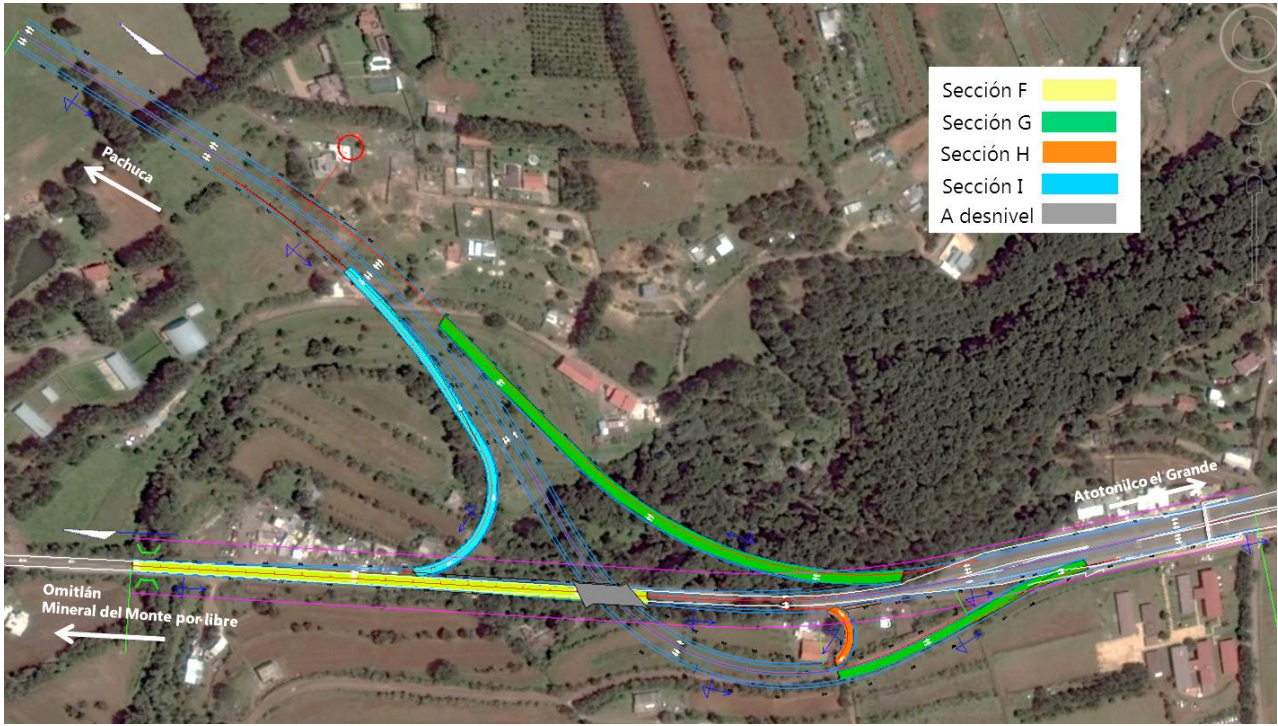 Sección F
Sección G
Sección H
Sección I
A desnivel
Pachuca
Atotonilco el Grande
Omitlán
Mineral del Monte por libre